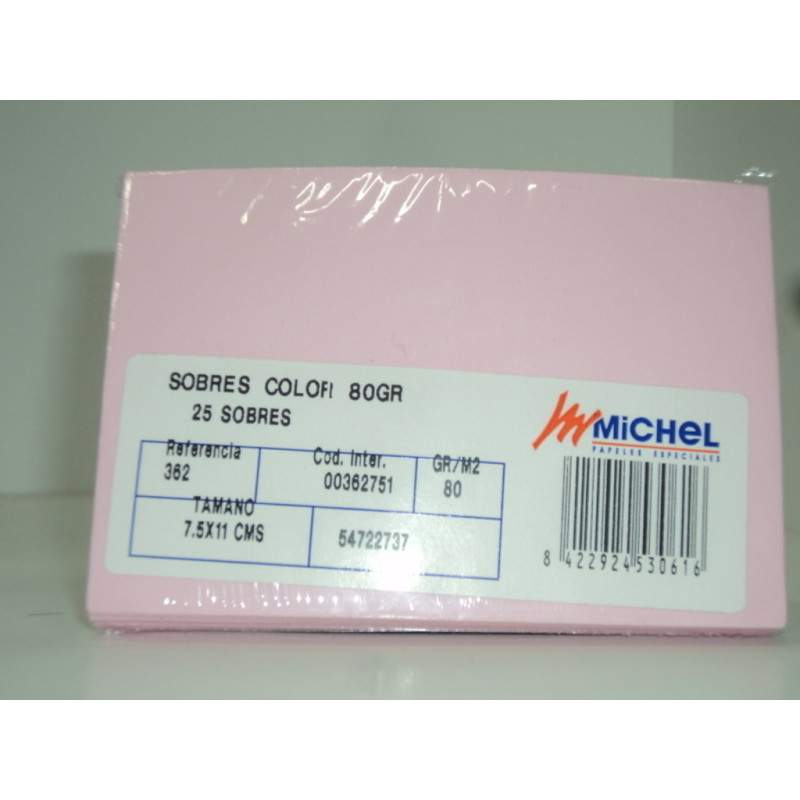 SOBRES COLOR 80GR
25 SOBRES
MiCHEL
PAPELES ESPECIALES
Referencia
362
Cod. Inter.
00362751
GR/M2
80
TAMANO
7.5X11 CMS
54722737
8 422924 530616